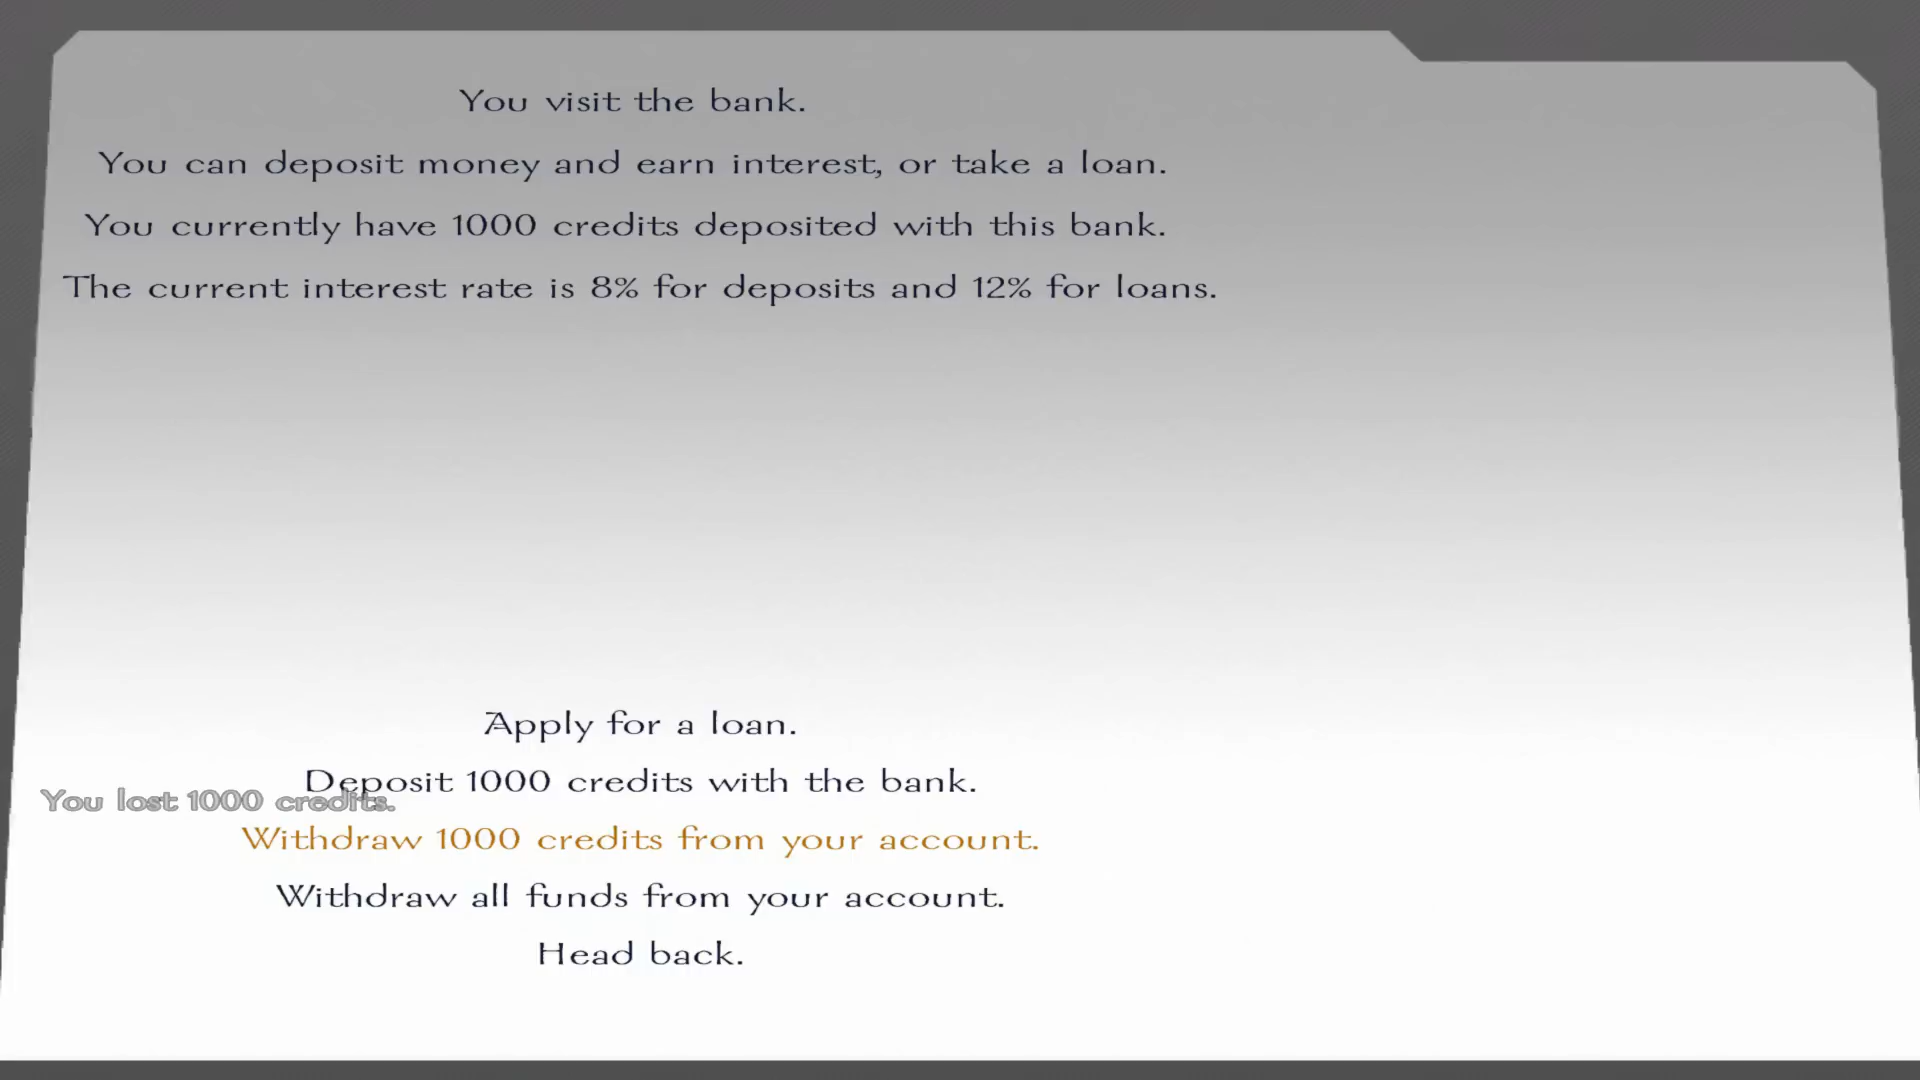 You visit the bank.
You can deposit money and earn interest, or take a loan.
You currently have 1000 credits deposited with this bank.
The current interest rate is 8% for deposits and 12% for loans.
Apply for a loan.
Deposit 1000 credits with the bank.
You lost 1000 credits.
Withdraw 1000 credits from your account.
Withdraw all funds from your account.
Head back.